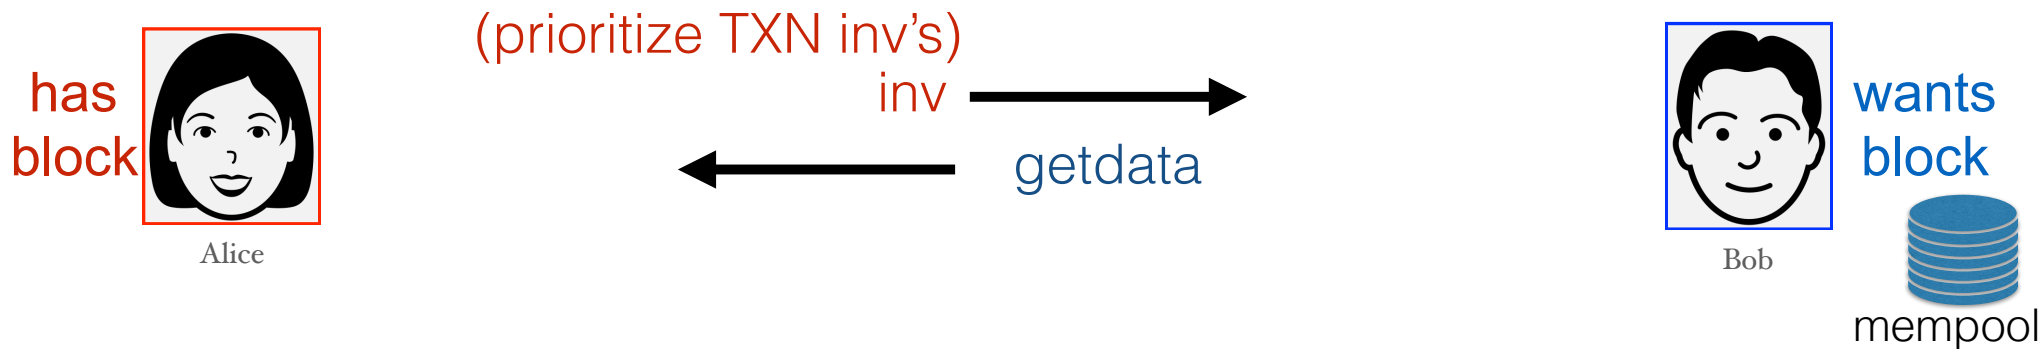 (prioritize TXN inv's)
has
block
inv
getdata
wants
block
Alice
Bob
mempool